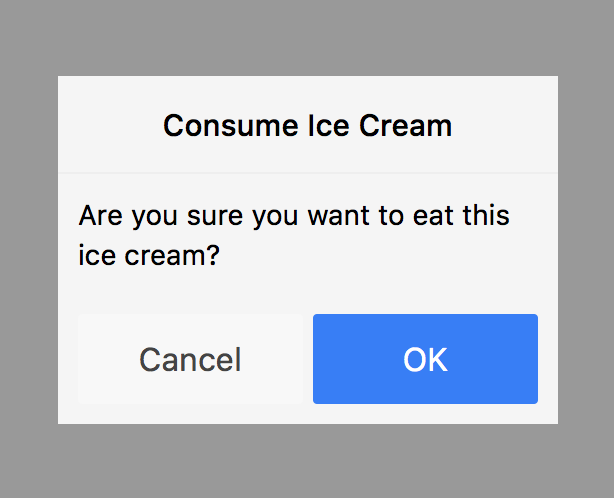 Consume Ice Cream
Are you sure you want to eat this
ice cream?
Cancel
OK